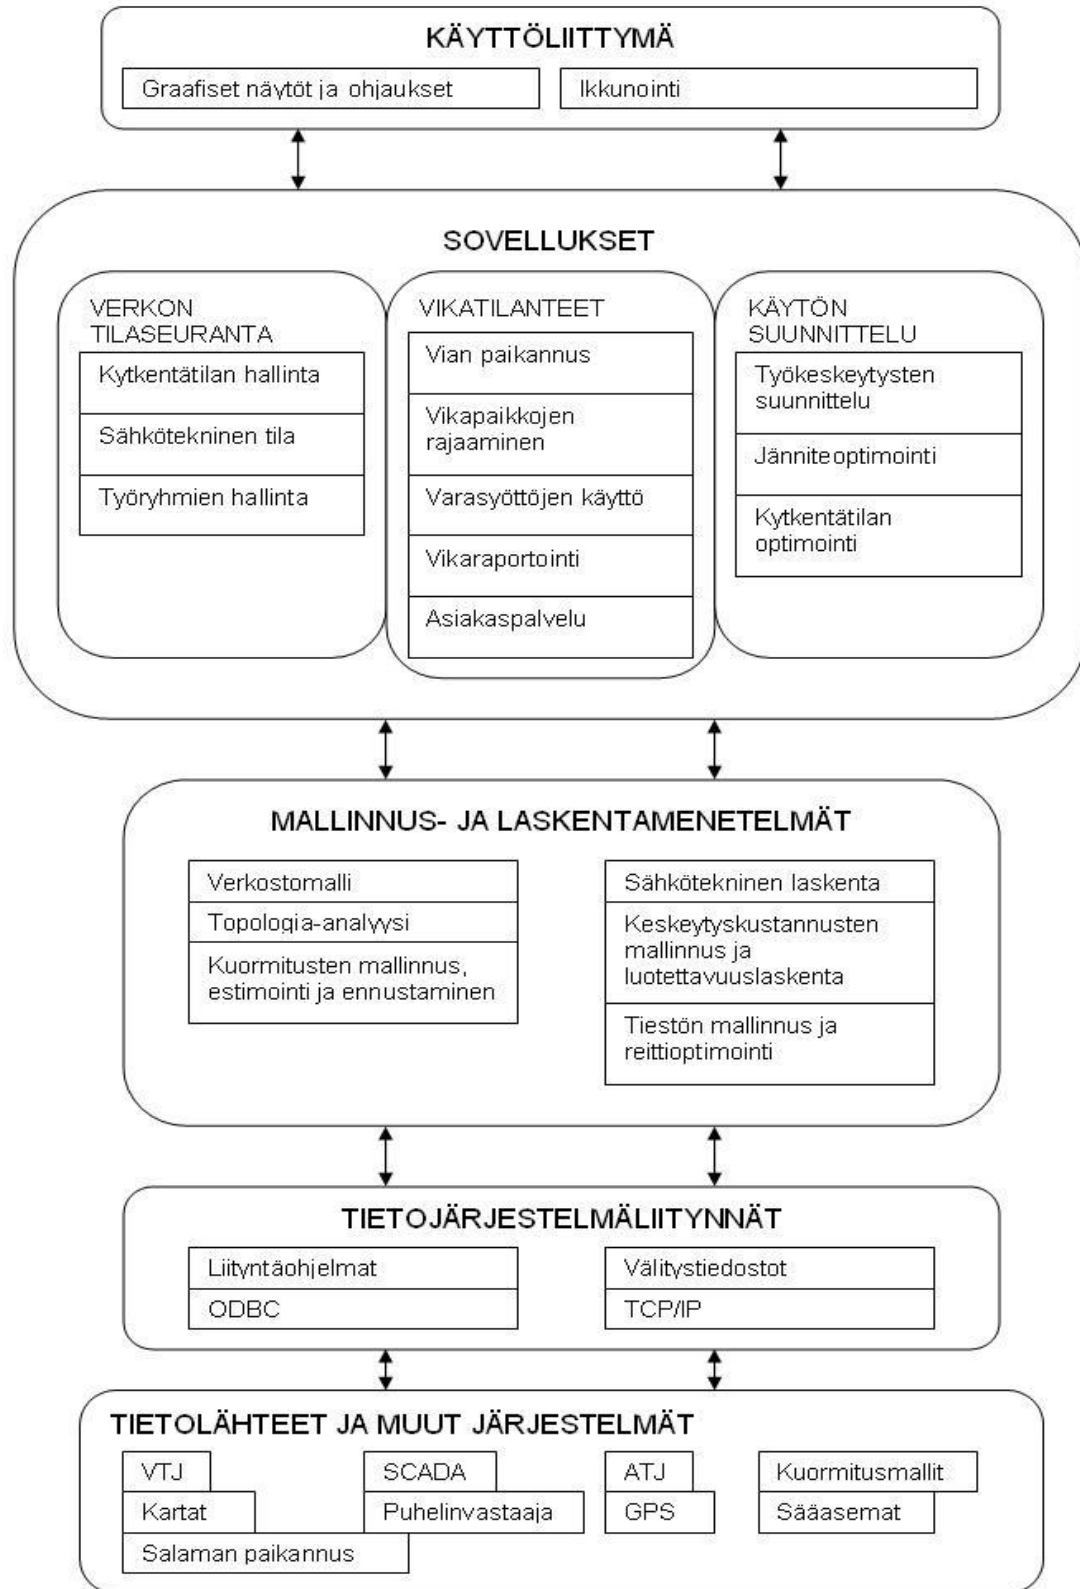 KÄYTTÖLIITTYMÄ
Graafiset näytöt ja ohjaukset
Ikkunointi
SOVELLUKSET
VERKON
TILASEURANTA
Kytkentätilan hallinta
Sähkötekninen tila
Työryhmien hallinta
VIKATILANTEET
Vian paikannus
Vikapaikkojen
rajaaminen
Varasyöttöjen käyttö
Vikaraportointi
Asiakaspalvelu
KÄYTÖN
SUUNNITTELU
Työkeskeytysten
suunnittelu
Jänniteoptimointi
Kytkentätilan
optimointi
MALLINNUS- JA LASKENTAMENETELMÄT
Verkostomalli
Topologia-analyysi
Kuormitusten mallinnus,
estimointi ja ennustaminen
Sähkötekninen laskenta
Keskeytyskustannusten
mallinnus ja
luotettavuuslaskenta
Tiestön mallinnus ja
reittioptimointi
TIETOJÄRJESTELMÄLIITYNNÄT
Liityntäohjelmat
ODBC
Välitystiedostot
TCP/IP
TIETOLÄHTEET JA MUUT JÄRJESTELMÄT
VTJ
SCADA
ATJ
Kuormitusmallit
Kartat
Puhelinvastaaja
GPS
Sääasemat
Salaman paikannus